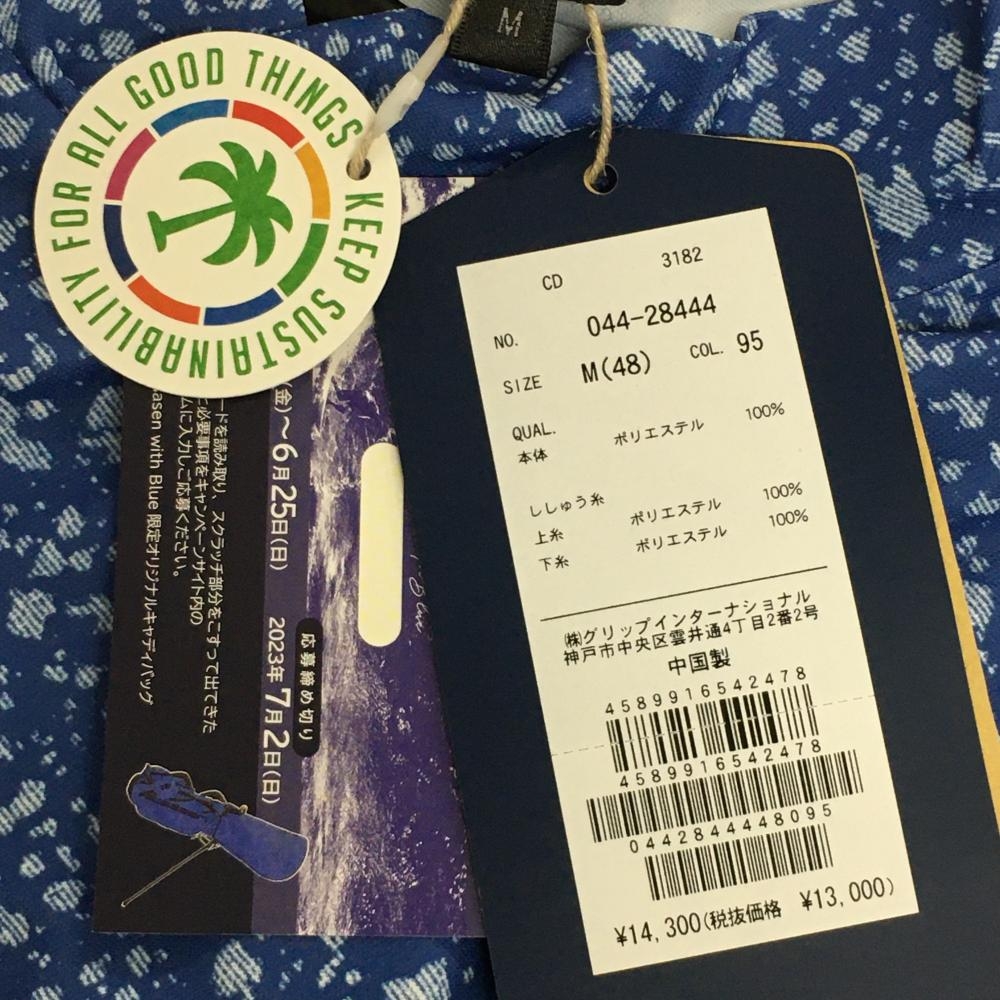 M
KEEP SUSTAINABILITY FOR ALL GOOD THINGS
(金)～6月25日(日)
ードを読み取り、スクラッチ部分をこすって出てきた
必要事項をキャンペーンサイト内の
ムに入力しご応募ください。
asen with Blue 限定オリジナルキャディバッグ
応募締め切り
2023年 7月2日(日)
Blue
CD 3182
NO. 044-28444
SIZE M(48) COL. 95
QUAL.
本体 ポリエステル 100%
ししゅう糸
上糸 ポリエステル 100%
下糸 ポリエステル 100%
㈱グリップインターナショナル
神戸市中央区雲井通4丁目2番2号
中国製
4589916542478
4589916542478
0442844448095
¥14,300(税抜価格 ¥13,000)